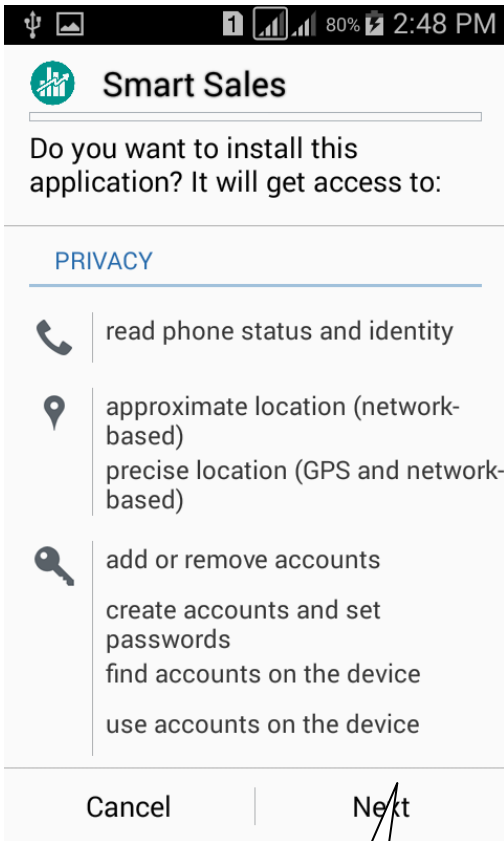 1 80% 2:48 PM
Smart Sales
Do you want to install this
application? It will get access to:
PRIVACY
read phone status and identity
approximate location (network-
based)
precise location (GPS and network-
based)
add or remove accounts
create accounts and set
passwords
find accounts on the device
use accounts on the device
Cancel Next